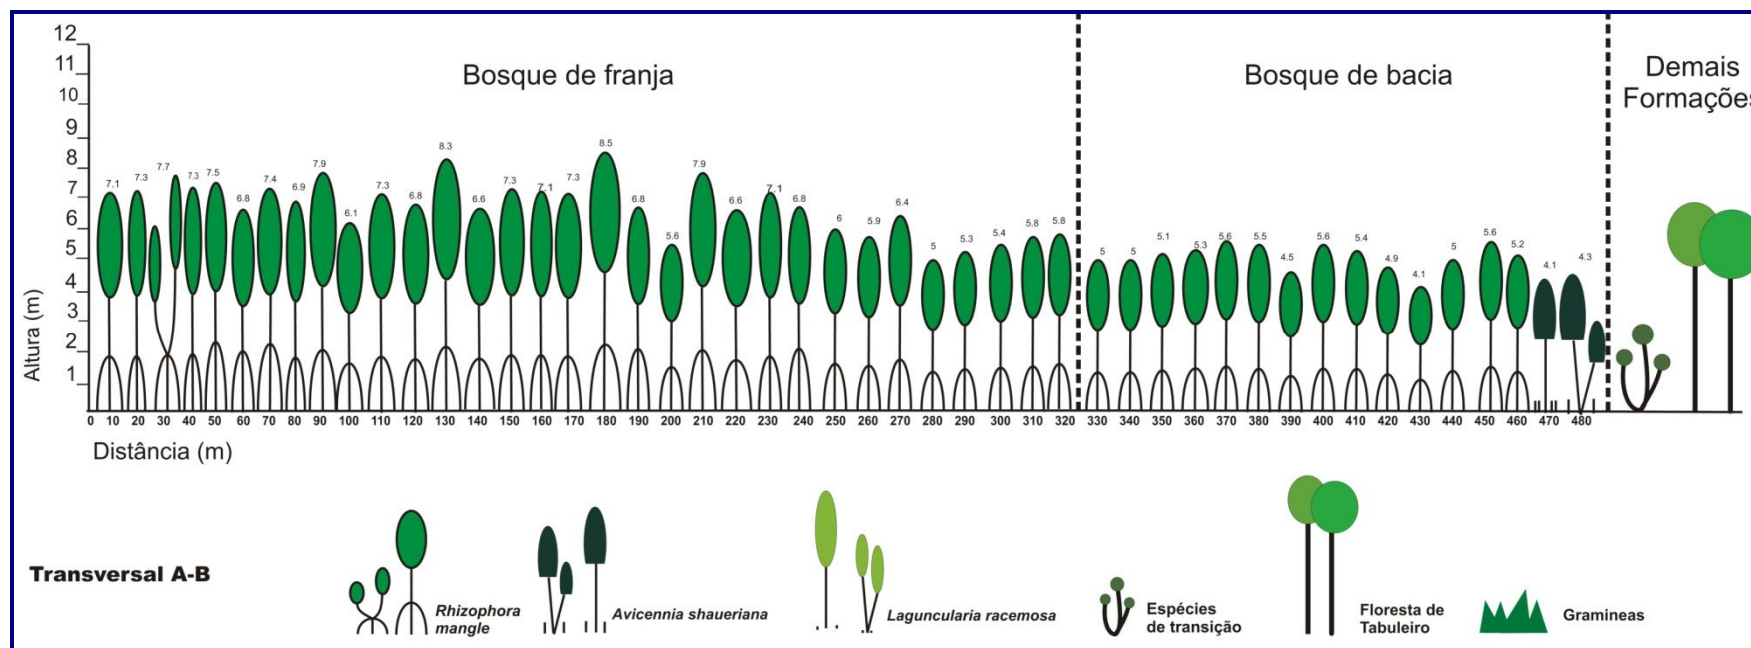 12
11
10
9
8
7
6
5
4
3
2
1
Altura (m)
Bosque de franja
Bosque de bacia
Demais
Formações
7.1 7.3 7.7 7.3 7.5 6.8 7.4 6.9 7.9 6.1 7.3 6.8 8.3 6.6 7.3 7.1 7.3 8.5 6.8 5.6 7.9 6.6 7.1 6.8 6 5.9 6.4 5 5.3 5.4 5.8 5.8 5 5 5.1 5.3 5.6 5.5 4.5 5.6 5.4 4.9 4.1 5 5.6 5.2 4.1 4.3
0 10 20 30 40 50 60 70 80 90 100 110 120 130 140 150 160 170 180 190 200 210 220 230 240 250 260 270 280 290 300 310 320 330 340 350 360 370 380 390 400 410 420 430 440 450 460 470 480
Distância (m)
Transversal A-B
Rhizophora
mangle
Avicennia shaueriana
Laguncularia racemosa
Espécies
de transição
Floresta de
Tabuleiro
Gramineas